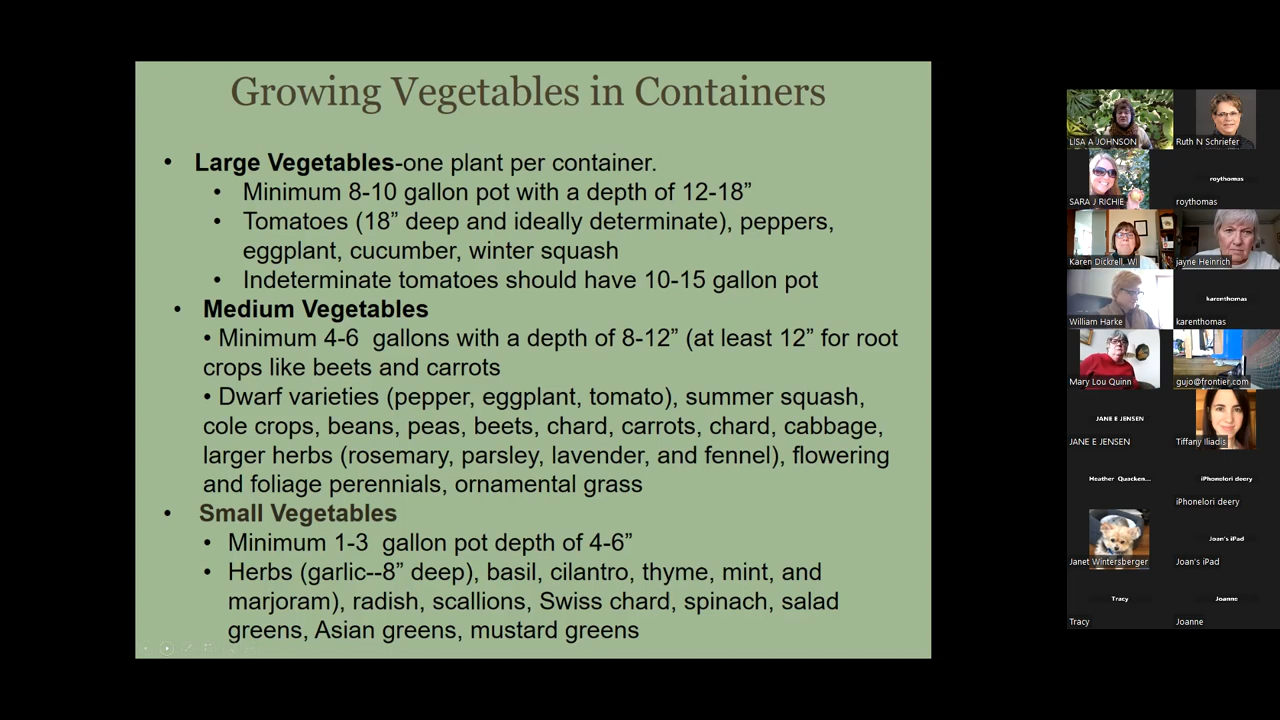 Growing Vegetables in Containers
• Large Vegetables-one plant per container.
• Minimum 8-10 gallon pot with a depth of 12-18”
• Tomatoes (18” deep and ideally determinate), peppers,
eggplant, cucumber, winter squash
• Indeterminate tomatoes should have 10-15 gallon pot
• Medium Vegetables
• Minimum 4-6 gallons with a depth of 8-12” (at least 12” for root
crops like beets and carrots
• Dwarf varieties (pepper, eggplant, tomato), summer squash,
cole crops, beans, peas, beets, chard, carrots, chard, cabbage,
larger herbs (rosemary, parsley, lavender, and fennel), flowering
and foliage perennials, ornamental grass
• Small Vegetables
• Minimum 1-3 gallon pot depth of 4-6”
• Herbs (garlic--8” deep), basil, cilantro, thyme, mint, and
marjoram), radish, scallions, Swiss chard, spinach, salad
greens, Asian greens, mustard greens
LISA A JOHNSON
Ruth N Schriefer
SARA J RICHIE
roythomas
roythomas
Karen Dickrell, WI
jayne Heinrich
William Harke
karenthomas
karenthomas
Mary Lou Quinn
gujo@frontier.com
JANE E JENSEN
JANE E JENSEN
Tiffany Iliadis
Heather Quacken...
iPhonelori deery
iPhonelori deery
Janet Wintersberger
Joan's iPad
Joan's iPad
Tracy
Tracy
Joanne
Joanne